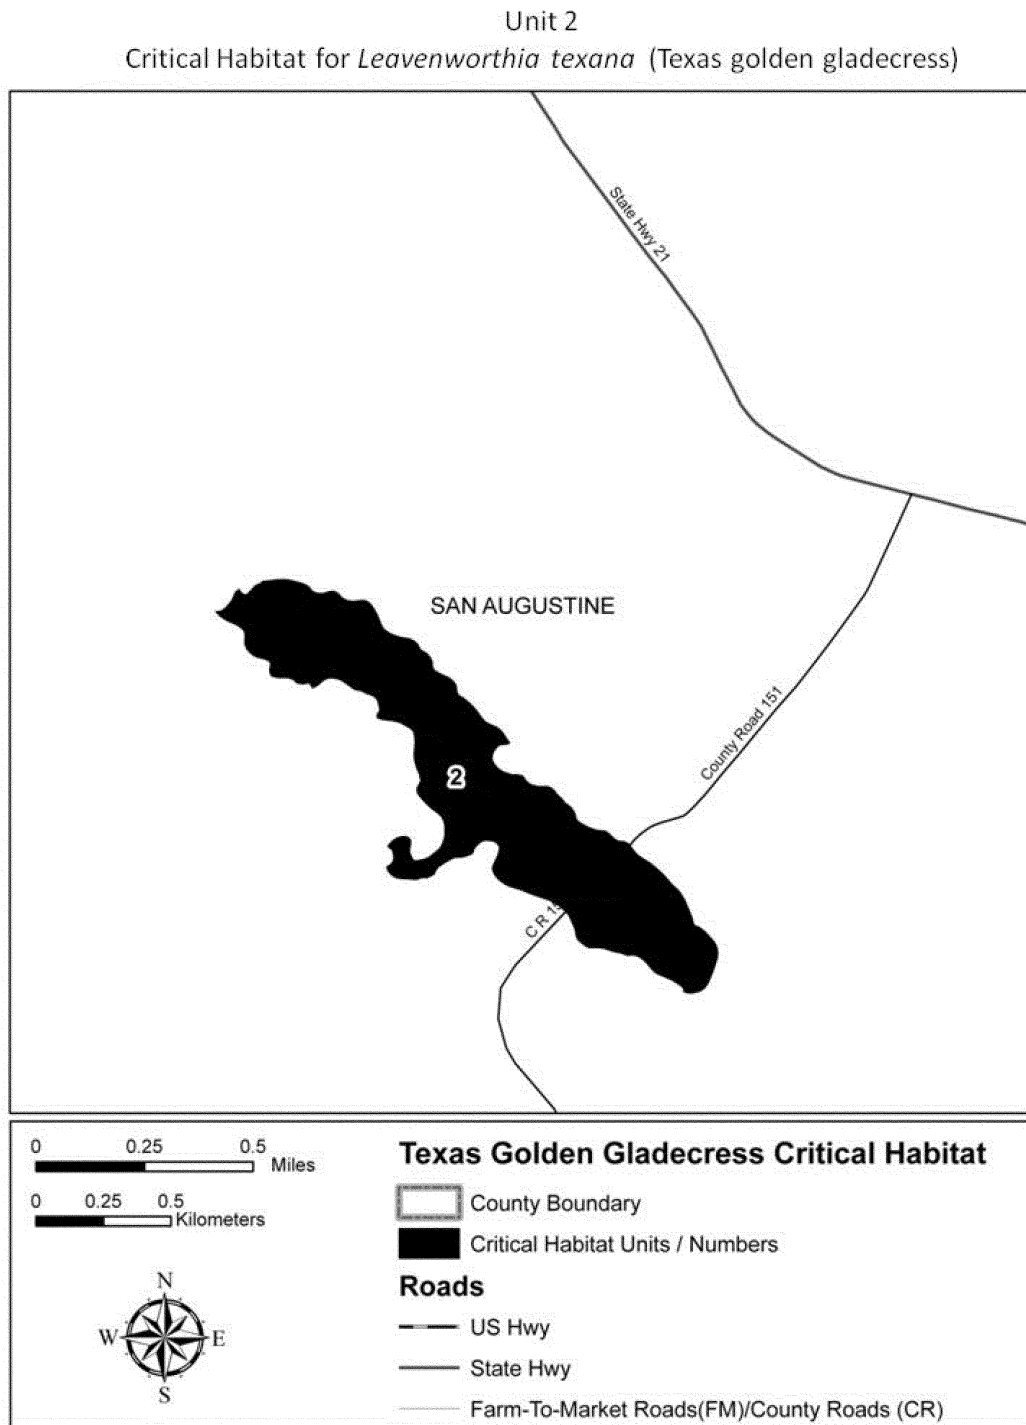 Unit 2
Critical Habitat for Leavenworthia texana (Texas golden gladecress)
State Hwy 21
SAN AUGUSTINE
County Road 151
2
C R 15
0 0.25 0.5
Miles
0 0.25 0.5
Kilometers
N
W E
S
Texas Golden Gladecress Critical Habitat
County Boundary
Critical Habitat Units / Numbers
Roads
US Hwy
State Hwy
Farm-To-Market Roads(FM)/County Roads (CR)